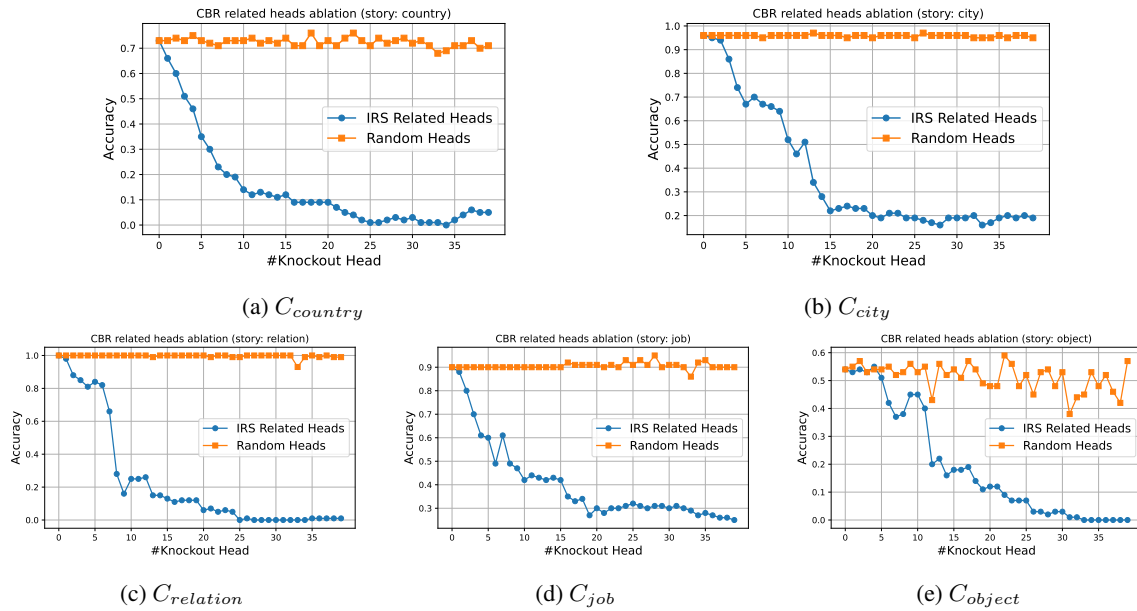 CBR related heads ablation (story: country)
0.7
0.6
0.5
0.4
0.3
0.2
0.1
0.0
Accuracy
IRS Related Heads
Random Heads
0 5 10 15 20 25 30 35
#Knockout Head
(a) C_country
CBR related heads ablation (story: city)
1.0
0.9
0.8
0.7
0.6
0.5
0.4
0.3
0.2
Accuracy
IRS Related Heads
Random Heads
0 5 10 15 20 25 30 35
#Knockout Head
(b) C_city
CBR related heads ablation (story: relation)
1.0
0.8
0.6
0.4
0.2
0.0
Accuracy
IRS Related Heads
Random Heads
0 5 10 15 20 25 30 35
#Knockout Head
(c) C_relation
CBR related heads ablation (story: job)
0.9
0.8
0.7
0.6
0.5
0.4
0.3
Accuracy
IRS Related Heads
Random Heads
0 5 10 15 20 25 30 35
#Knockout Head
(d) C_job
CBR related heads ablation (story: object)
0.6
0.5
0.4
0.3
0.2
0.1
0.0
Accuracy
IRS Related Heads
Random Heads
0 5 10 15 20 25 30 35
#Knockout Head
(e) C_object